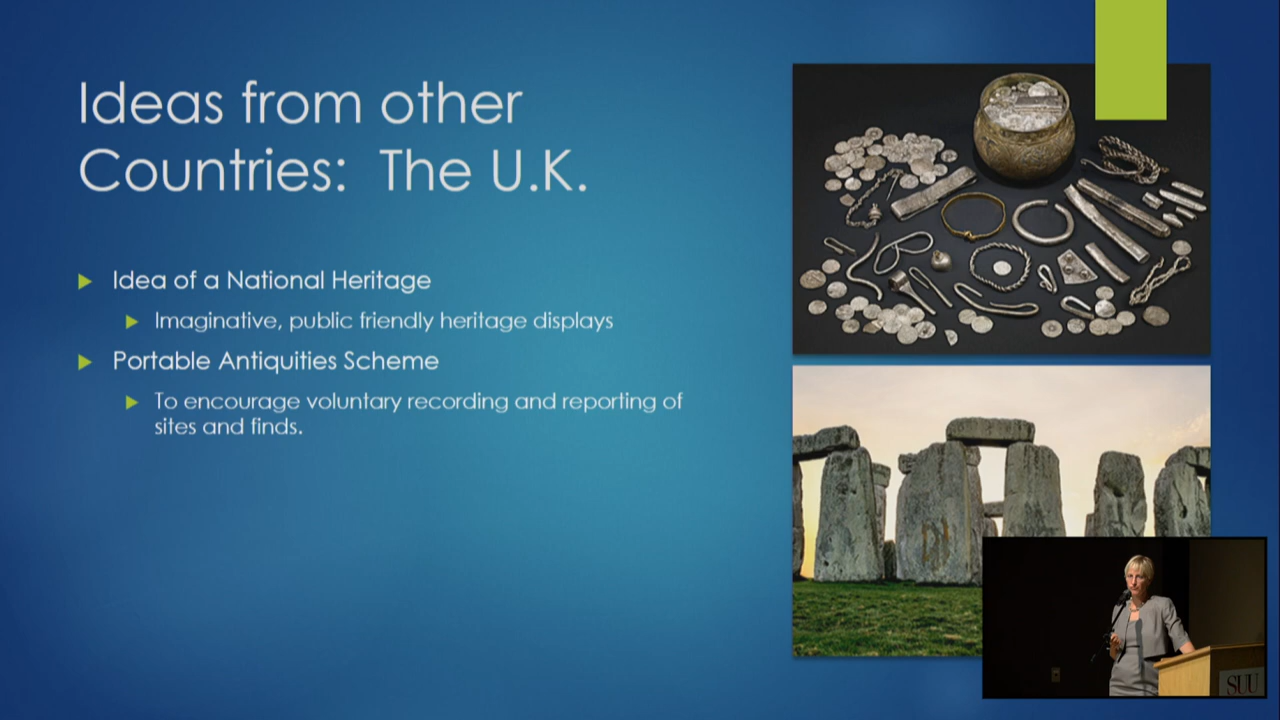 Ideas from other
Countries:  The U.K.
Idea of a National Heritage
Imaginative, public friendly heritage displays
Portable Antiquities Scheme
To encourage voluntary recording and reporting of
sites and finds.
SUU